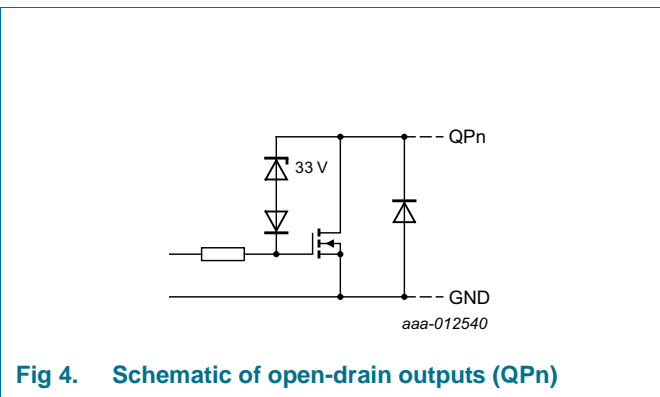 QPn
33 V
GND
aaa-012540
Fig 4. Schematic of open-drain outputs (QPn)